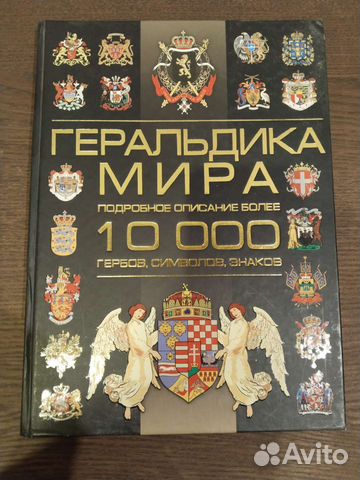 ГЕРАЛЬДИКА
МИРА
ПОДРОБНОЕ ОПИСАНИЕ БОЛЕЕ
10 000
ГЕРБОВ, СИМВОЛОВ, ЗНАКОВ
Avito